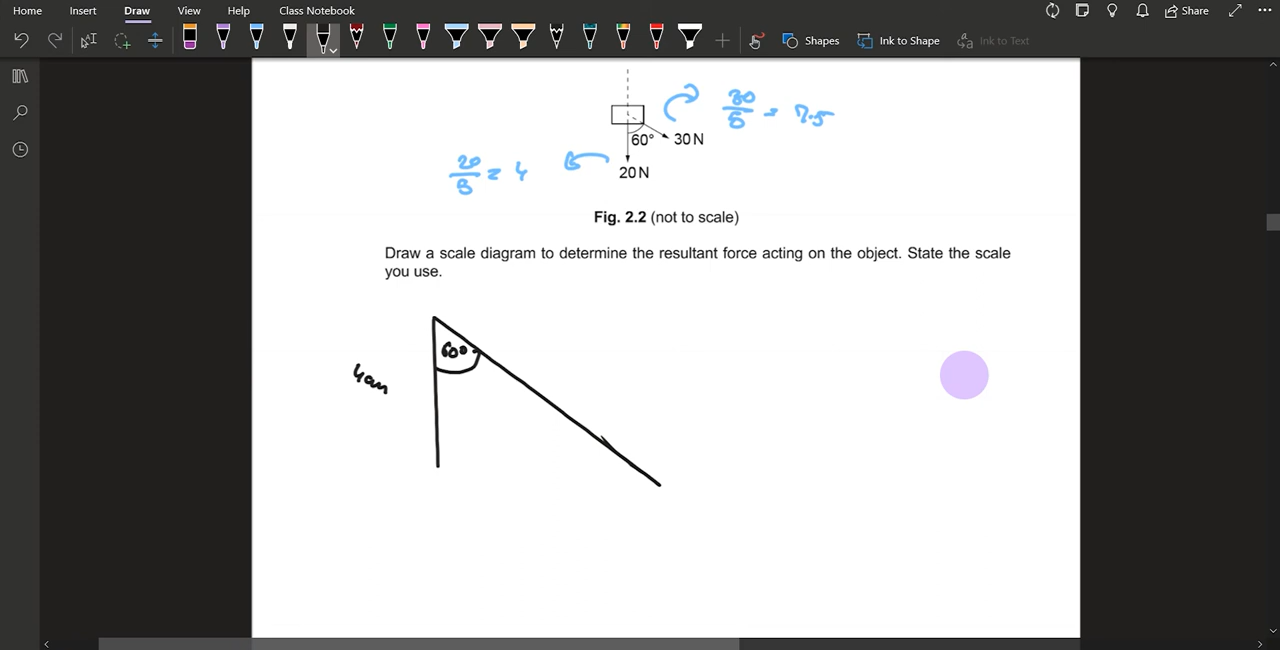 Home Insert Draw View Help Class Notebook
Share
Shapes Ink to Shape Ink to Text
30/5 = 7.5
60° 30 N
20/5 = 4
20 N
Fig. 2.2 (not to scale)
Draw a scale diagram to determine the resultant force acting on the object. State the scale
you use.
60°
4cm